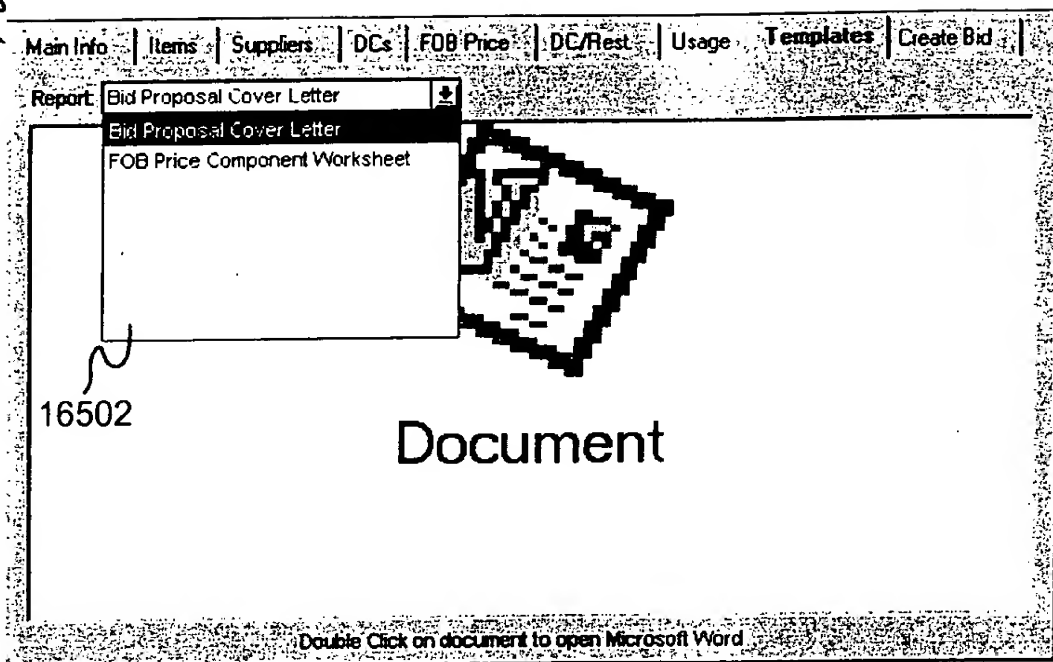 Main Info Items Suppliers DCs FOB Price DC/Rest. Usage Templates Create Bid
Report: Bid Proposal Cover Letter
Bid Proposal Cover Letter
FOB Price Component Worksheet
16502
Document
Double Click on document to open Microsoft Word